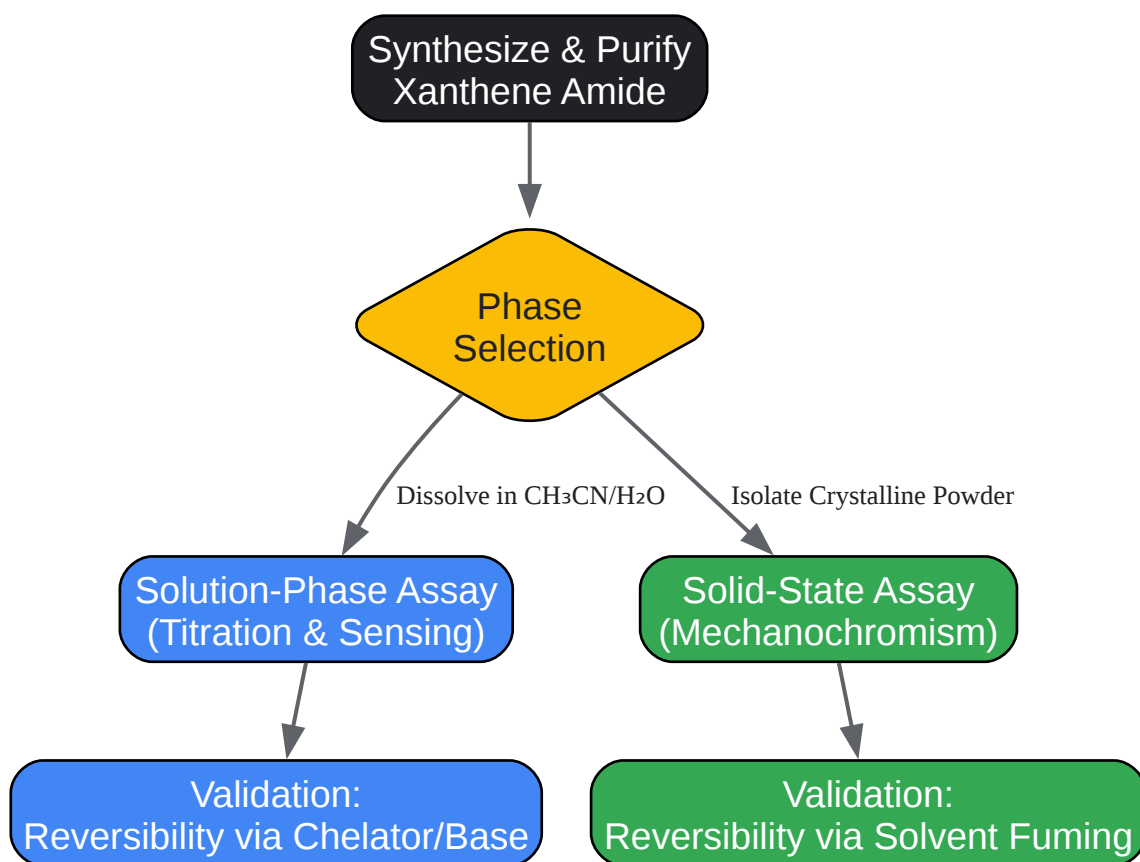 Synthesize & Purify
Xanthene Amide
Phase
Selection
Dissolve in CH₃CN/H₂O
Isolate Crystalline Powder
Solution-Phase Assay
(Titration & Sensing)
Solid-State Assay
(Mechanochromism)
Validation:
Reversibility via Chelator/Base
Validation:
Reversibility via Solvent Fuming